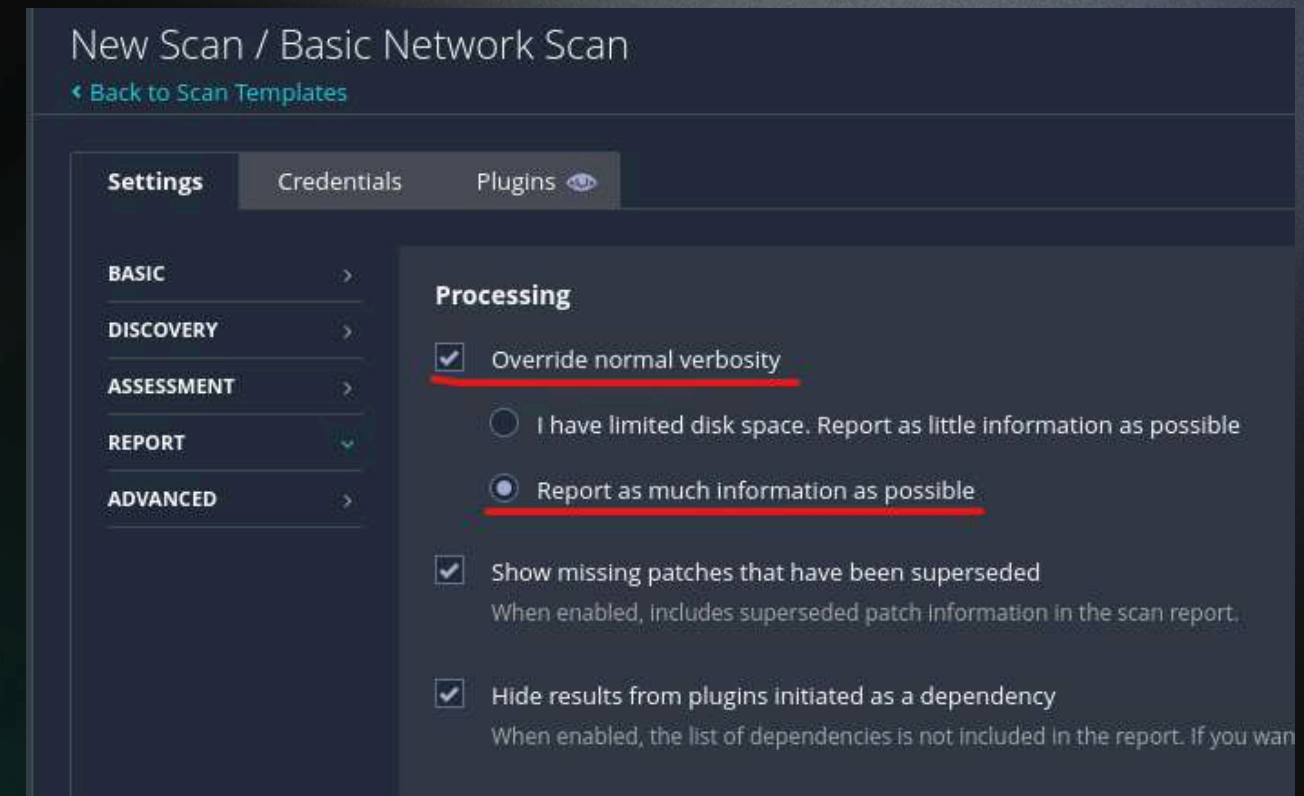 New Scan / Basic Network Scan
Back to Scan Templates
Settings Credentials Plugins
BASIC
DISCOVERY
ASSESSMENT
REPORT
ADVANCED
Processing
Override normal verbosity
I have limited disk space. Report as little information as possible
Report as much information as possible
Show missing patches that have been superseded
When enabled, includes superseded patch information in the scan report.
Hide results from plugins initiated as a dependency
When enabled, the list of dependencies is not included in the report. If you wan